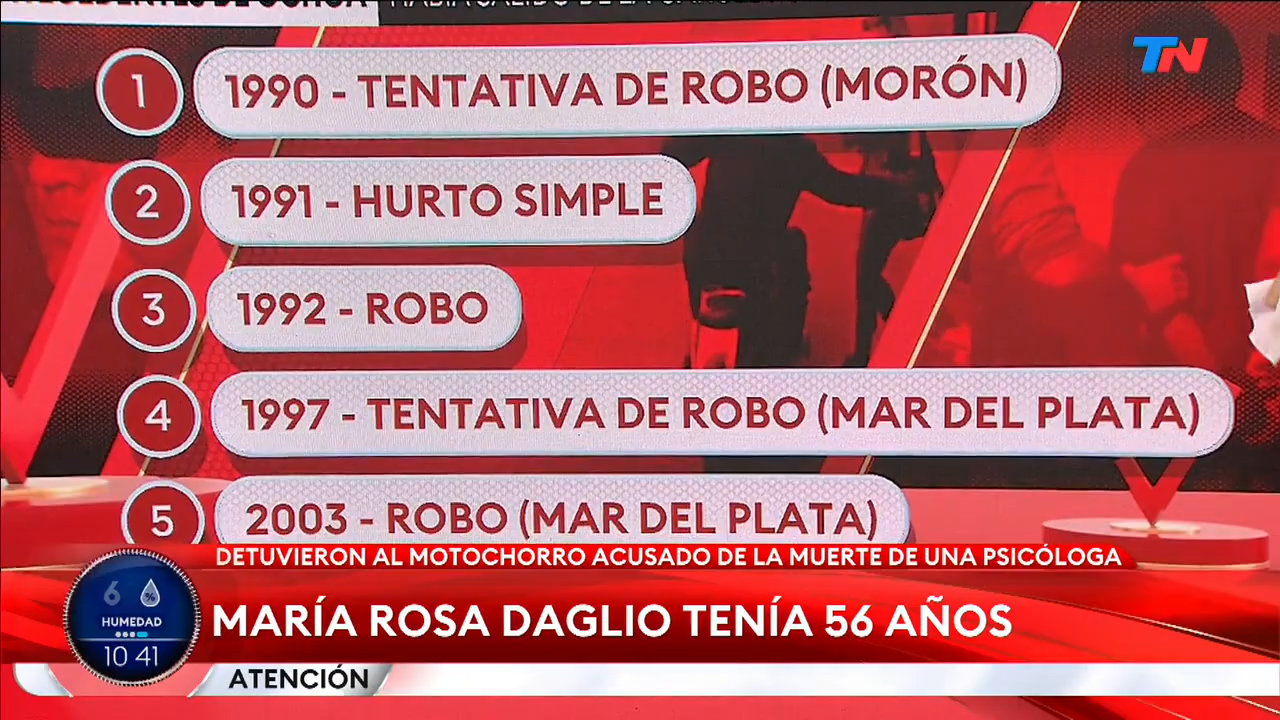 TN
1 1990 - TENTATIVA DE ROBO (MORÓN)
2 1991 - HURTO SIMPLE
3 1992 - ROBO
4 1997 - TENTATIVA DE ROBO (MAR DEL PLATA)
5 2003 - ROBO (MAR DEL PLATA)
DETUVIERON AL MOTOCHORRO ACUSADO DE LA MUERTE DE UNA PSICÓLOGA
MARÍA ROSA DAGLIO TENÍA 56 AÑOS
%
HUMEDAD
10 41
ATENCIÓN